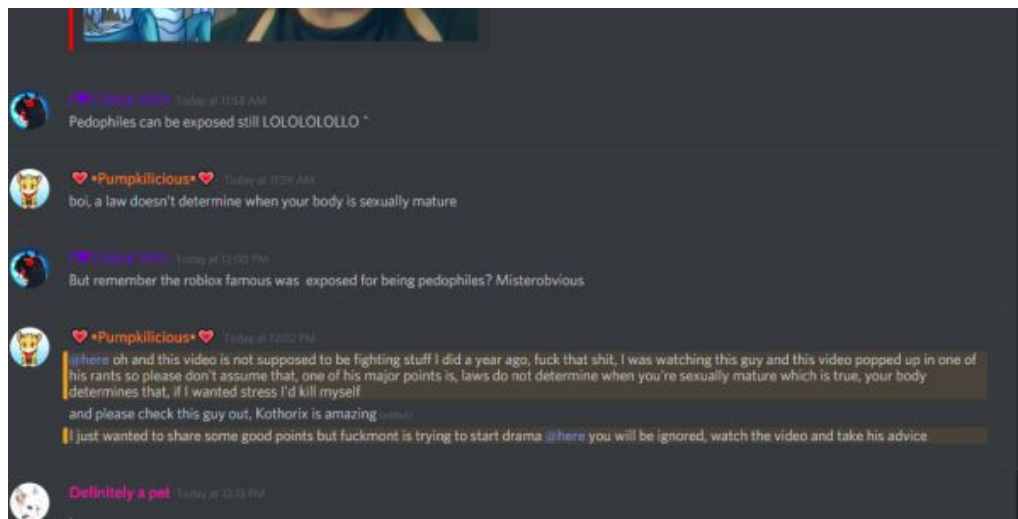 Today at 11:58 AM
Pedophiles can be exposed still LOLOLOLOLLO ^
❤*Pumpkilicious*❤ Today at 11:59 AM
boi, a law doesn't determine when your body is sexually mature
Today at 12:00 PM
But remember the roblox famous was exposed for being pedophiles? Misterobvious
❤*Pumpkilicious*❤ Today at 12:02 PM
@here oh and this video is not supposed to be fighting stuff I did a year ago, fuck that shit, I was watching this guy and this video popped up in one of
his rants so please don't assume that, one of his major points is, laws do not determine when you're sexually mature which is true, your body
determines that, if I wanted stress I'd kill myself
and please check this guy out, Kothorix is amazing (edited)
I just wanted to share some good points but fuckmont is trying to start drama @here you will be ignored, watch the video and take his advice
Definitely a pet Today at 12:13 PM